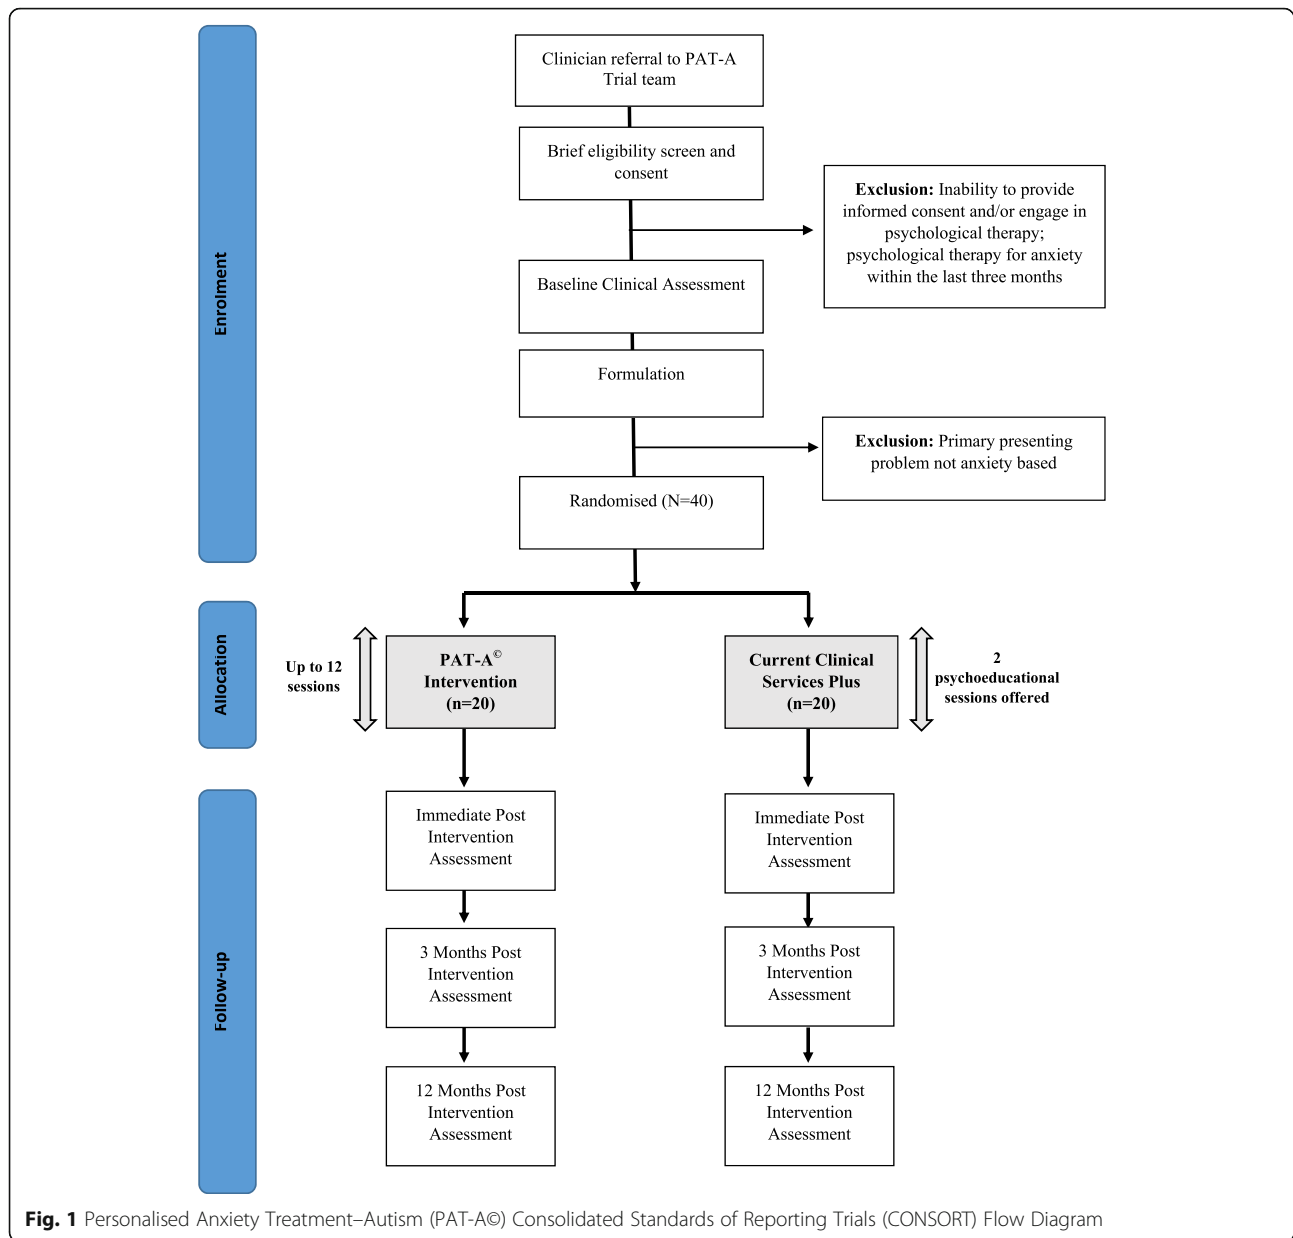 Enrolment
Clinician referral to PAT-A
Trial team
Brief eligibility screen and
consent
Exclusion: Inability to provide
informed consent and/or engage in
psychological therapy;
psychological therapy for anxiety
within the last three months
Baseline Clinical Assessment
Formulation
Exclusion: Primary presenting
problem not anxiety based
Randomised (N=40)
Allocation
Up to 12
sessions
PAT-A©
Intervention
(n=20)
Current Clinical
Services Plus
(n=20)
2
psychoeducational
sessions offered
Follow-up
Immediate Post
Intervention
Assessment
Immediate Post
Intervention
Assessment
3 Months Post
Intervention
Assessment
3 Months Post
Intervention
Assessment
12 Months Post
Intervention
Assessment
12 Months Post
Intervention
Assessment
Fig. 1 Personalised Anxiety Treatment–Autism (PAT-A©) Consolidated Standards of Reporting Trials (CONSORT) Flow Diagram